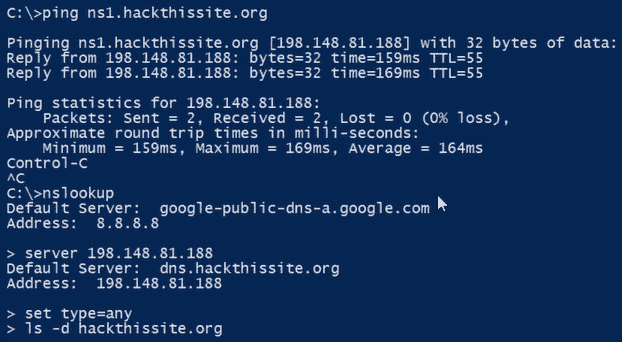 C:\>ping ns1.hackthissite.org
Pinging ns1.hackthissite.org [198.148.81.188] with 32 bytes of data:
Reply from 198.148.81.188: bytes=32 time=159ms TTL=55
Reply from 198.148.81.188: bytes=32 time=169ms TTL=55
Ping statistics for 198.148.81.188:
Packets: Sent = 2, Received = 2, Lost = 0 (0% loss),
Approximate round trip times in milli-seconds:
Minimum = 159ms, Maximum = 169ms, Average = 164ms
Control-C
^C
C:\>nslookup
Default Server:  google-public-dns-a.google.com
Address:  8.8.8.8
> server 198.148.81.188
Default Server:  dns.hackthissite.org
Address:  198.148.81.188
> set type=any
> ls -d hackthissite.org